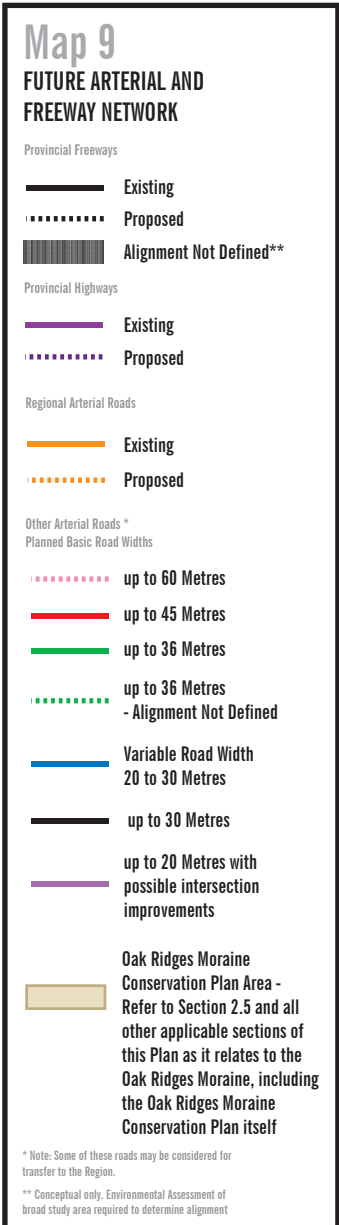 Map 9
FUTURE ARTERIAL AND
FREEWAY NETWORK
Provincial Freeways
Existing
Proposed
Alignment Not Defined**
Provincial Highways
Existing
Proposed
Regional Arterial Roads
Existing
Proposed
Other Arterial Roads *
Planned Basic Road Widths
up to 60 Metres
up to 45 Metres
up to 36 Metres
up to 36 Metres
- Alignment Not Defined
Variable Road Width
20 to 30 Metres
up to 30 Metres
up to 20 Metres with
possible intersection
improvements
Oak Ridges Moraine
Conservation Plan Area -
Refer to Section 2.5 and all
other applicable sections of
this Plan as it relates to the
Oak Ridges Moraine, including
the Oak Ridges Moraine
Conservation Plan itself
* Note: Some of these roads may be considered for
transfer to the Region.
** Conceptual only. Environmental Assessment of
broad study area required to determine alignment